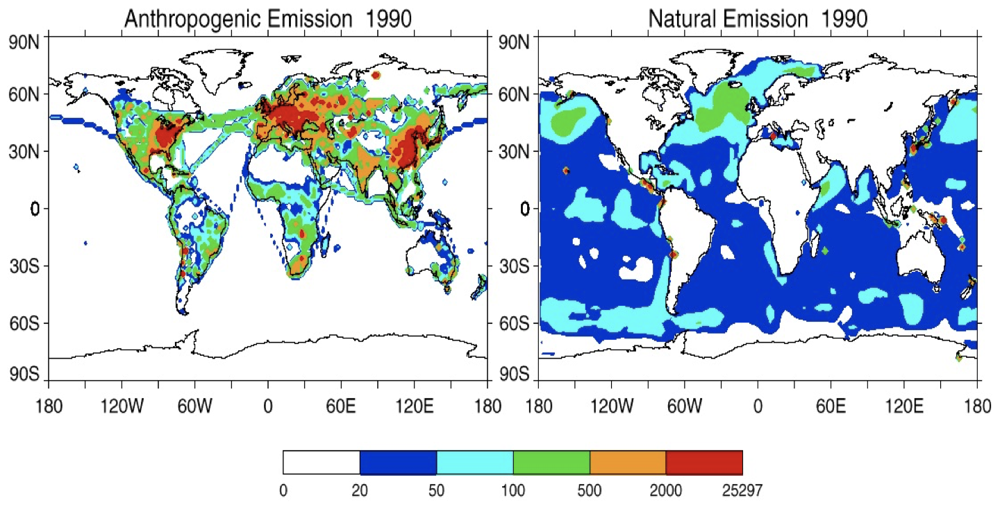 Anthropogenic Emission 1990
90N
60N
30N
0
30S
60S
90S
180 120W 60W 0 60E 120E 180
Natural Emission 1990
90N
60N
30N
0
30S
60S
90S
180 120W 60W 0 60E 120E 180
0 20 50 100 500 2000 25297